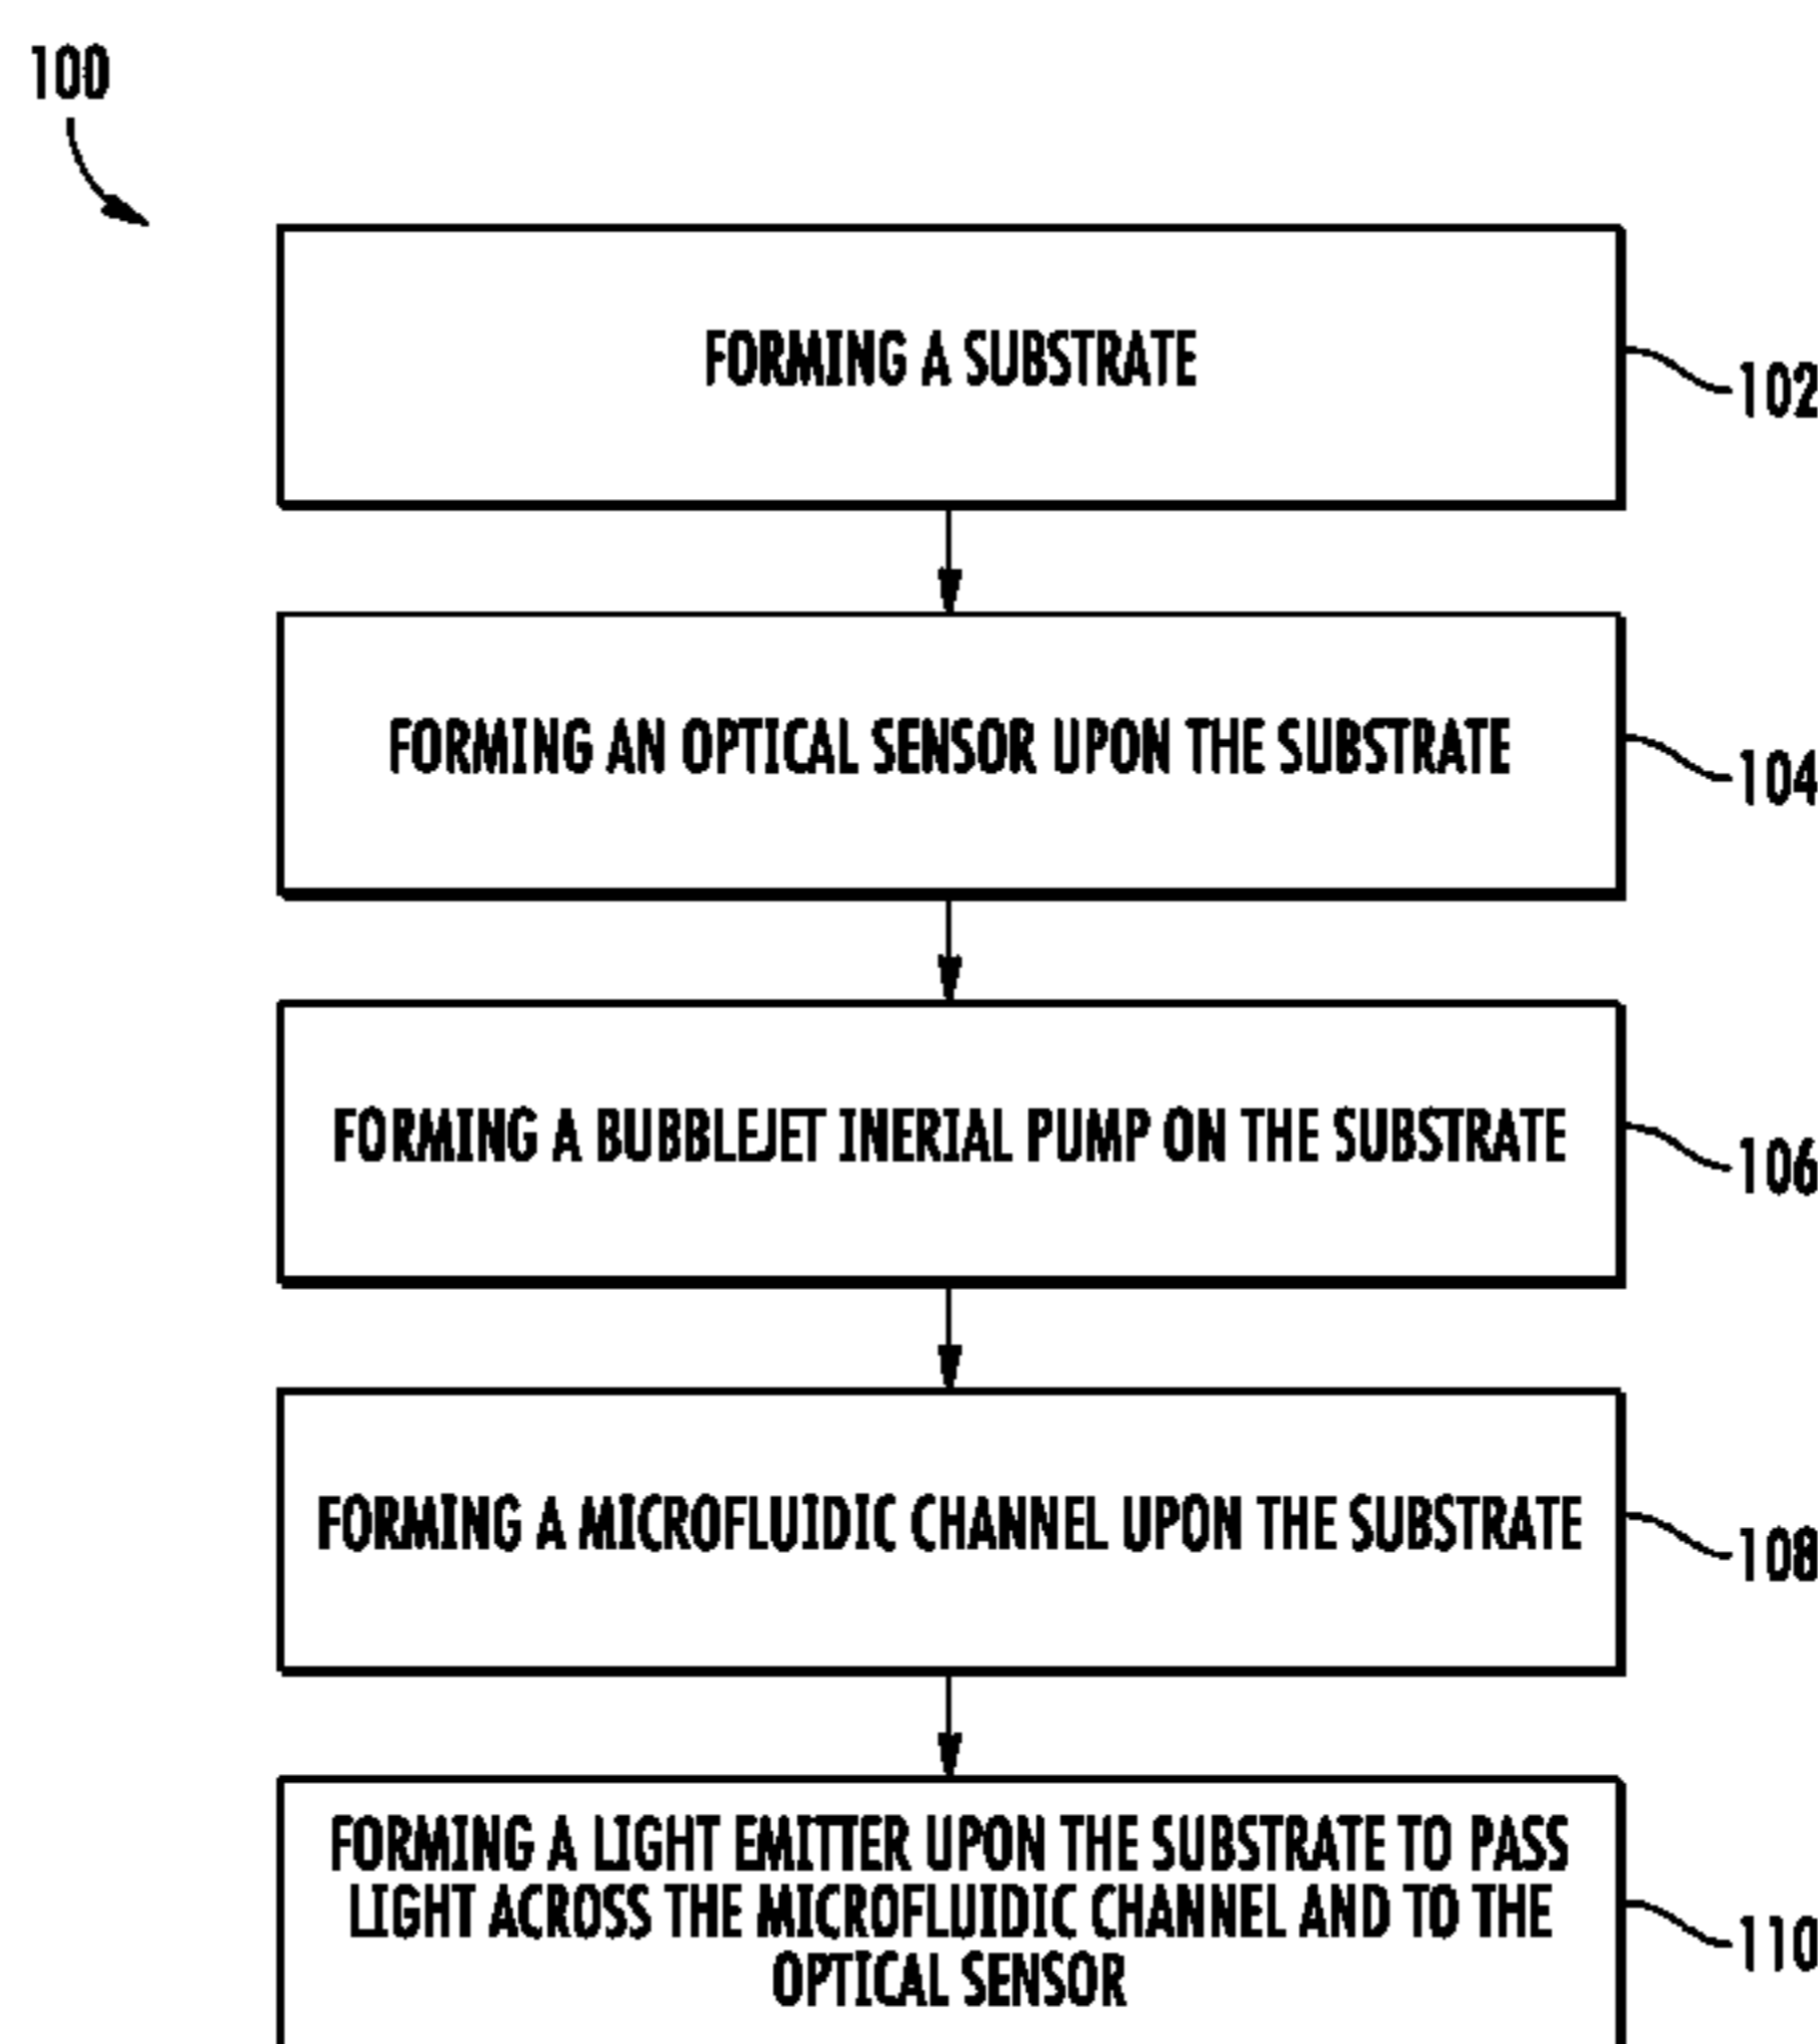 100
FORMING A SUBSTRATE
102
FORMING AN OPTICAL SENSOR UPON THE SUBSTRATE
104
FORMING A BUBBLEJET INERIAL PUMP ON THE SUBSTRATE
106
FORMING A MICROFLUIDIC CHANNEL UPON THE SUBSTRATE
108
FORMING A LIGHT EMITTER UPON THE SUBSTRATE TO PASS
LIGHT ACROSS THE MICROFLUIDIC CHANNEL AND TO THE
OPTICAL SENSOR
110